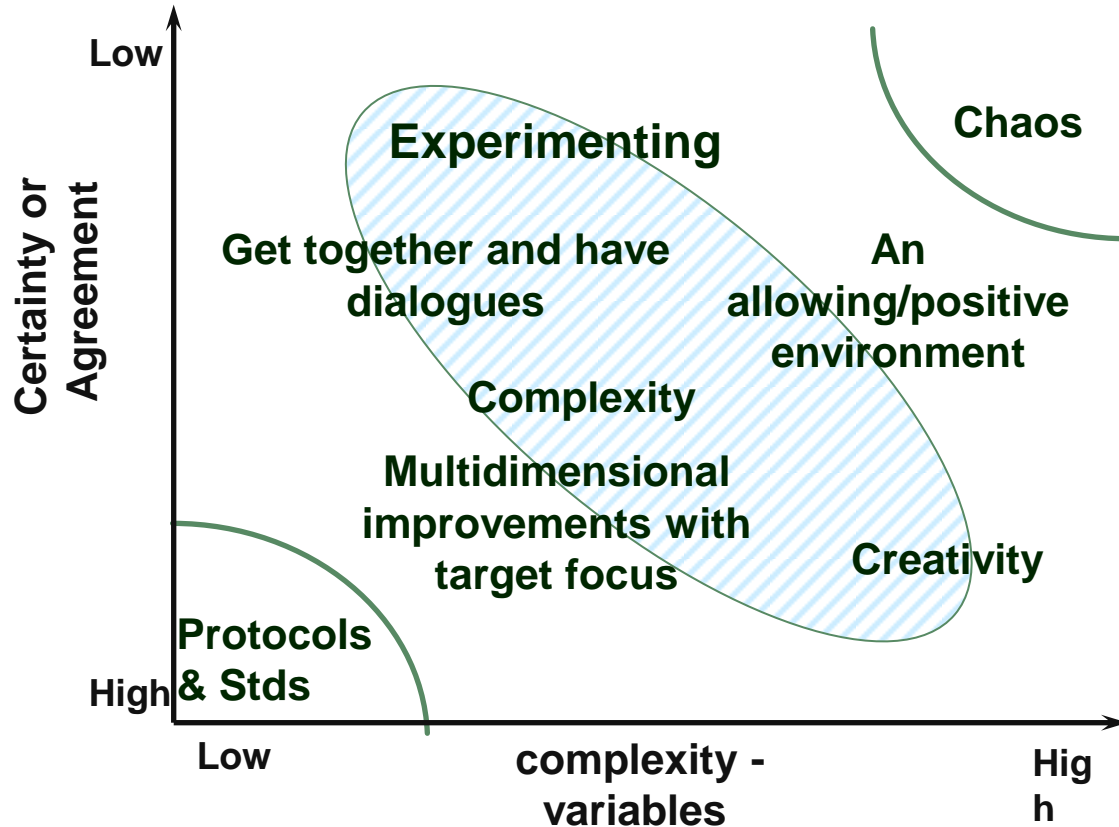 Low
Certainty or
Agreement
Experimenting
Chaos
Get together and have
dialogues
An
allowing/positive
environment
Complexity
Multidimensional
improvements with
target focus
Creativity
Protocols
& Stds
High
Low
complexity -
variables
Hig
h